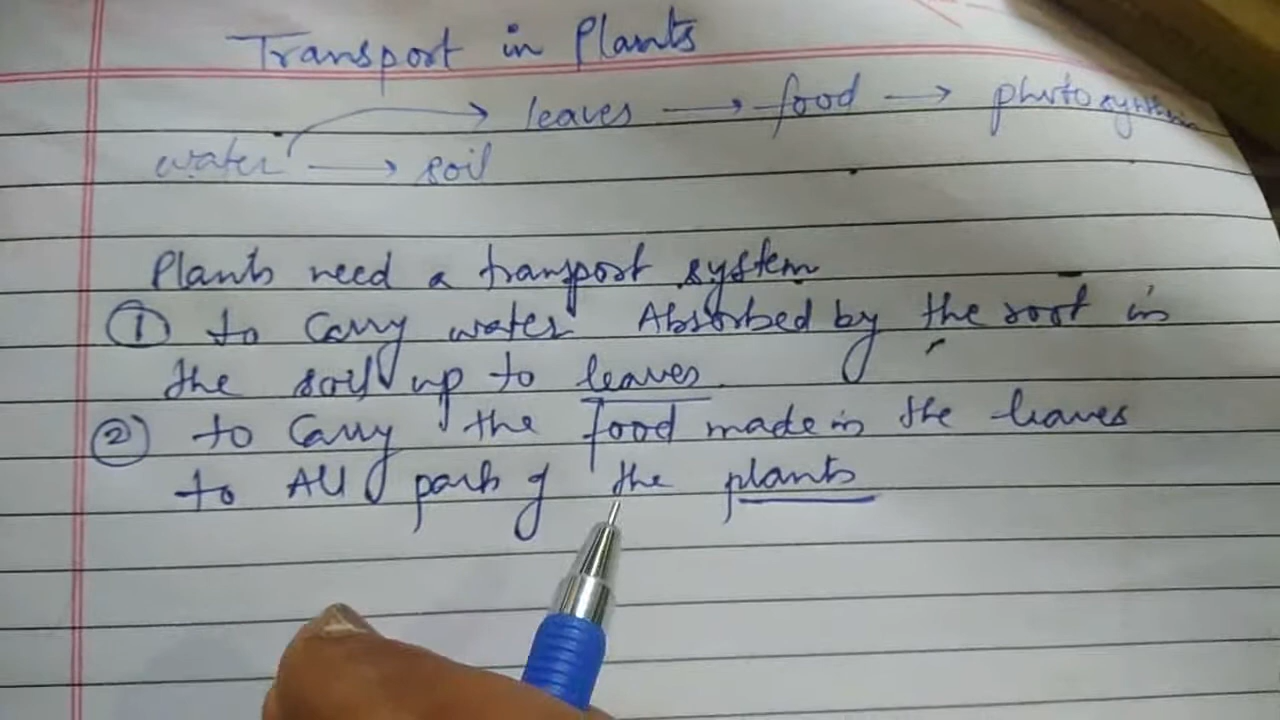 Transport in Plants
leaves → food → photosynthesis
water → soil
Plants need a transport system
① to carry water Absorbed by the root in
the soil up to leaves.
② to carry the food made in the leaves
to All parts of the plants